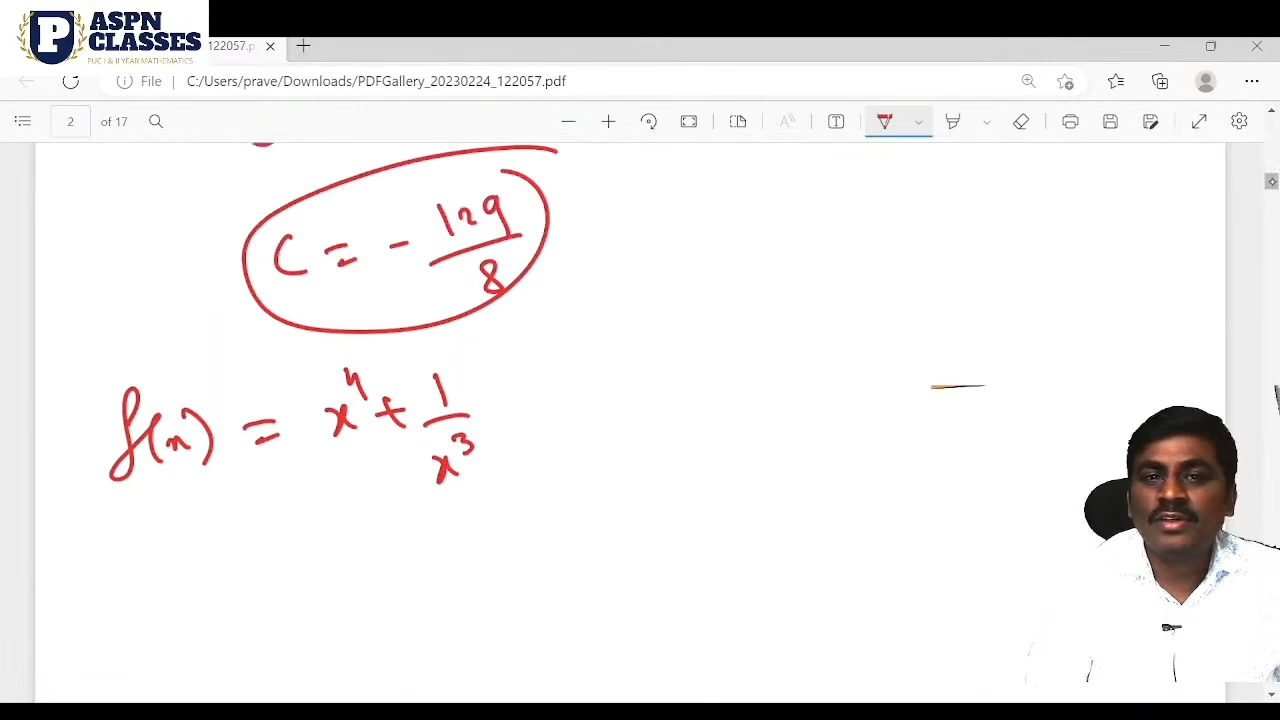 ASPN
CLASSES
PUC I & II YEAR MATHEMATICS
122057.p
File C:/Users/prave/Downloads/PDFGallery_20230224_122057.pdf
2 of 17
C = - 129/8
f(x) = x^4 + 1/x^3